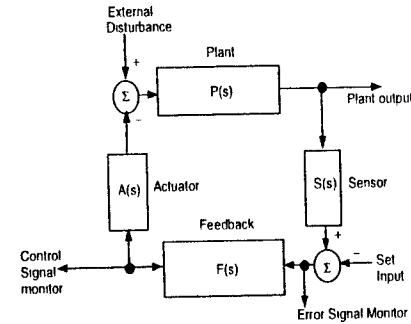 External
Disturbance
Plant
+
Σ
P(s)
Plant output
−
A(s)
Actuator
S(s)
Sensor
Feedback
+
−
Control
Signal
monitor
F(s)
Σ
Set
Input
Error Signal Monitor